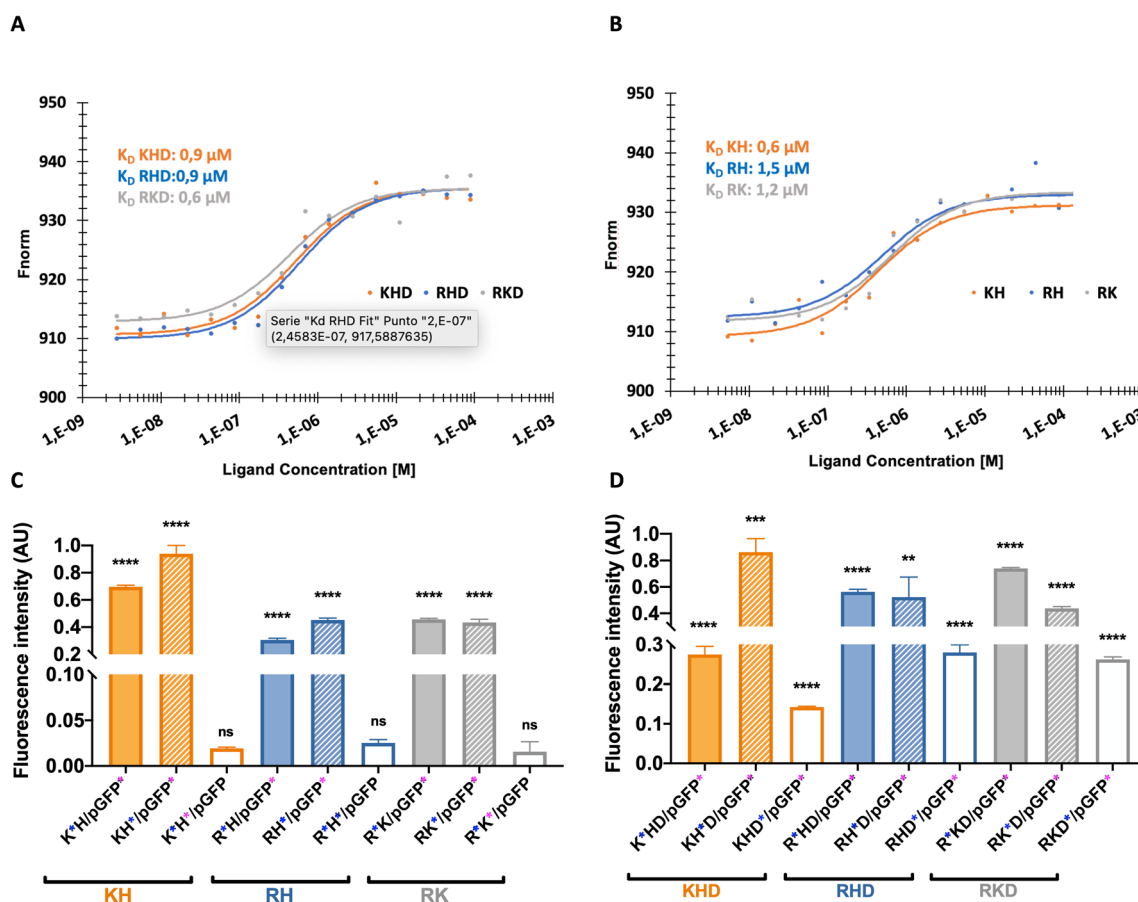 A
B
950
940
930
920
910
900
Fnorm
K_D KHD: 0,9 µM
K_D RHD:0,9 µM
K_D RKD: 0,6 µM
KHD RHD RKD
Serie "Kd RHD Fit" Punto "2,E-07"
(2,4583E-07, 917,5887635)
1,E-09 1,E-08 1,E-07 1,E-06 1,E-05 1,E-04 1,E-03
Ligand Concentration [M]
950
940
930
920
910
900
Fnorm
K_D KH: 0,6 µM
K_D RH: 1,5 µM
K_D RK: 1,2 µM
KH RH RK
1,E-09 1,E-08 1,E-07 1,E-06 1,E-05 1,E-04 1,E-03
Ligand Concentration [M]
C
Fluorescence intensity (AU)
1.0
0.8
0.6
0.4
0.2
0.10
0.05
0.00
**** **** ns **** **** ns **** **** ns
K*H/pGFP* KH*/pGFP* K*H*/pGFP R*H/pGFP* RH*/pGFP* R*H*/pGFP R*K/pGFP* RK*/pGFP* R*K*/pGFP
KH RH RK
D
Fluorescence intensity (AU)
1.0
0.8
0.6
0.4
0.3
0.2
0.1
0.0
**** *** **** **** ** **** **** **** ****
K*HD/pGFP* KH*D/pGFP* KHD*/pGFP* R*HD/pGFP* RH*D/pGFP* RHD*/pGFP* R*KD/pGFP* RK*D/pGFP* RKD*/pGFP*
KHD RHD RKD